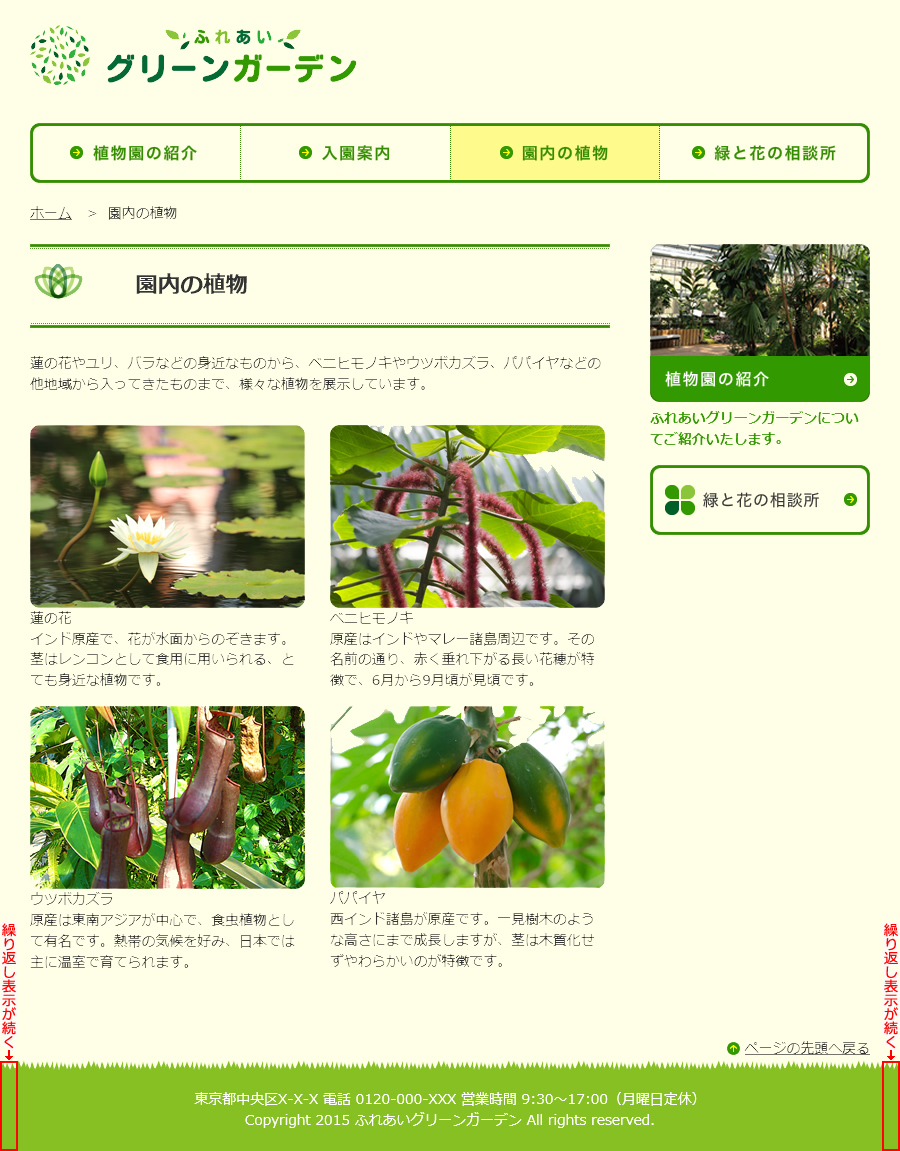 ふれあい
グリーンガーデン
植物園の紹介
入園案内
園内の植物
緑と花の相談所
ホーム > 園内の植物
園内の植物
蓮の花やユリ、バラなどの身近なものから、ベニヒモノキやウツボカズラ、パパイヤなどの
他地域から入ってきたものまで、様々な植物を展示しています。
蓮の花
インド原産で、花が水面からのぞきます。
茎はレンコンとして食用に用いられる、と
ても身近な植物です。
ベニヒモノキ
原産はインドやマレー諸島周辺です。その
名前の通り、赤く垂れ下がる長い花穂が特
徴で、6月から9月頃が見頃です。
ウツボカズラ
原産は東南アジアが中心で、食虫植物とし
て有名です。熱帯の気候を好み、日本では
主に温室で育てられます。
パパイヤ
西インド諸島が原産です。一見樹木のよう
な高さにまで成長しますが、茎は木質化せ
ずやわらかいのが特徴です。
植物園の紹介
ふれあいグリーンガーデンについ
てご紹介いたします。
緑と花の相談所
繰り返し表示が続く→
繰り返し表示が続く→
ページの先頭へ戻る
東京都中央区X-X-X 電話 0120-000-XXX 営業時間 9:30～17:00（月曜日定休）
Copyright 2015 ふれあいグリーンガーデン All rights reserved.